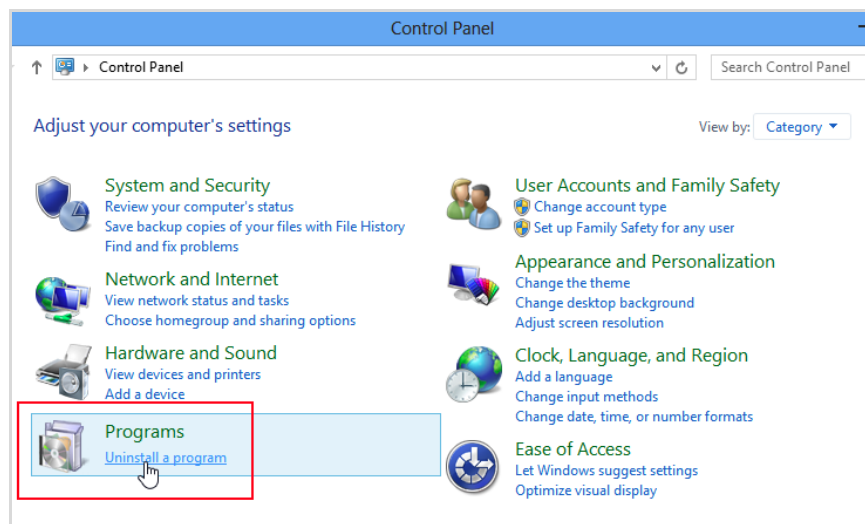 Control Panel
Control Panel
Search Control Panel
Adjust your computer's settings
View by: Category
System and Security
Review your computer's status
Save backup copies of your files with File History
Find and fix problems
Network and Internet
View network status and tasks
Choose homegroup and sharing options
Hardware and Sound
View devices and printers
Add a device
Programs
Uninstall a program
User Accounts and Family Safety
Change account type
Set up Family Safety for any user
Appearance and Personalization
Change the theme
Change desktop background
Adjust screen resolution
Clock, Language, and Region
Add a language
Change input methods
Change date, time, or number formats
Ease of Access
Let Windows suggest settings
Optimize visual display